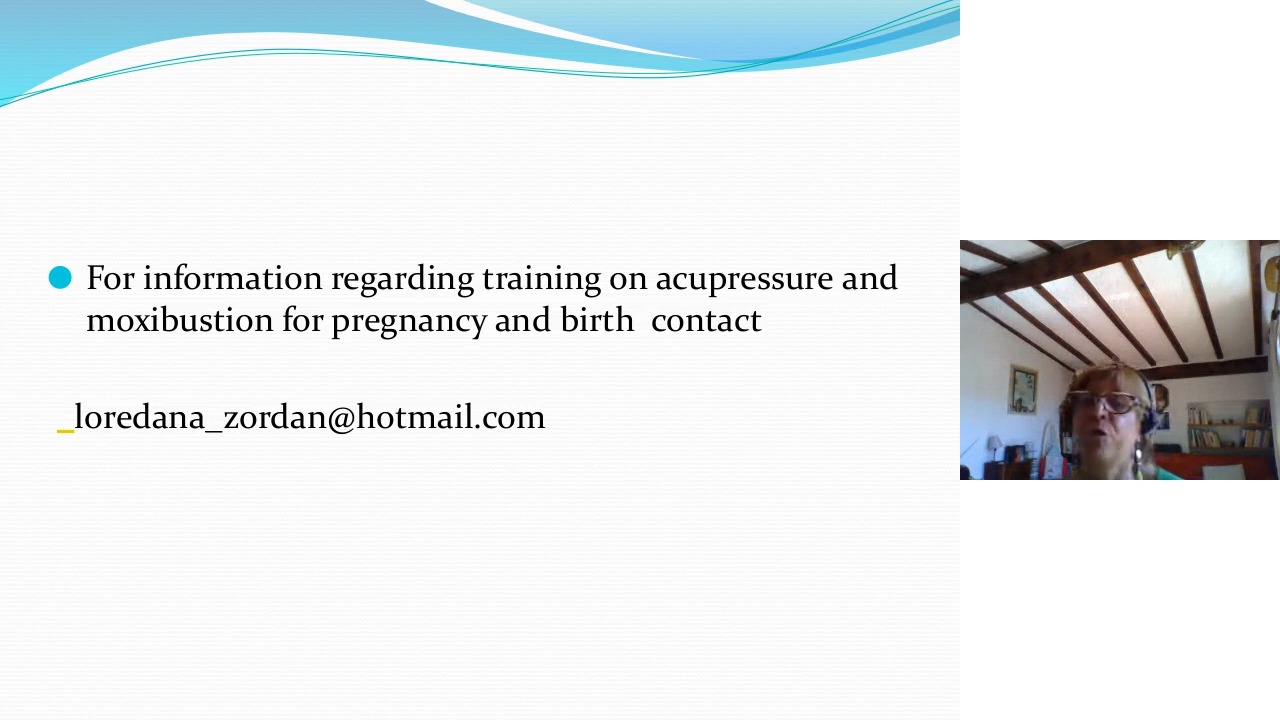 For information regarding training on acupressure and
moxibustion for pregnancy and birth  contact
_loredana_zordan@hotmail.com